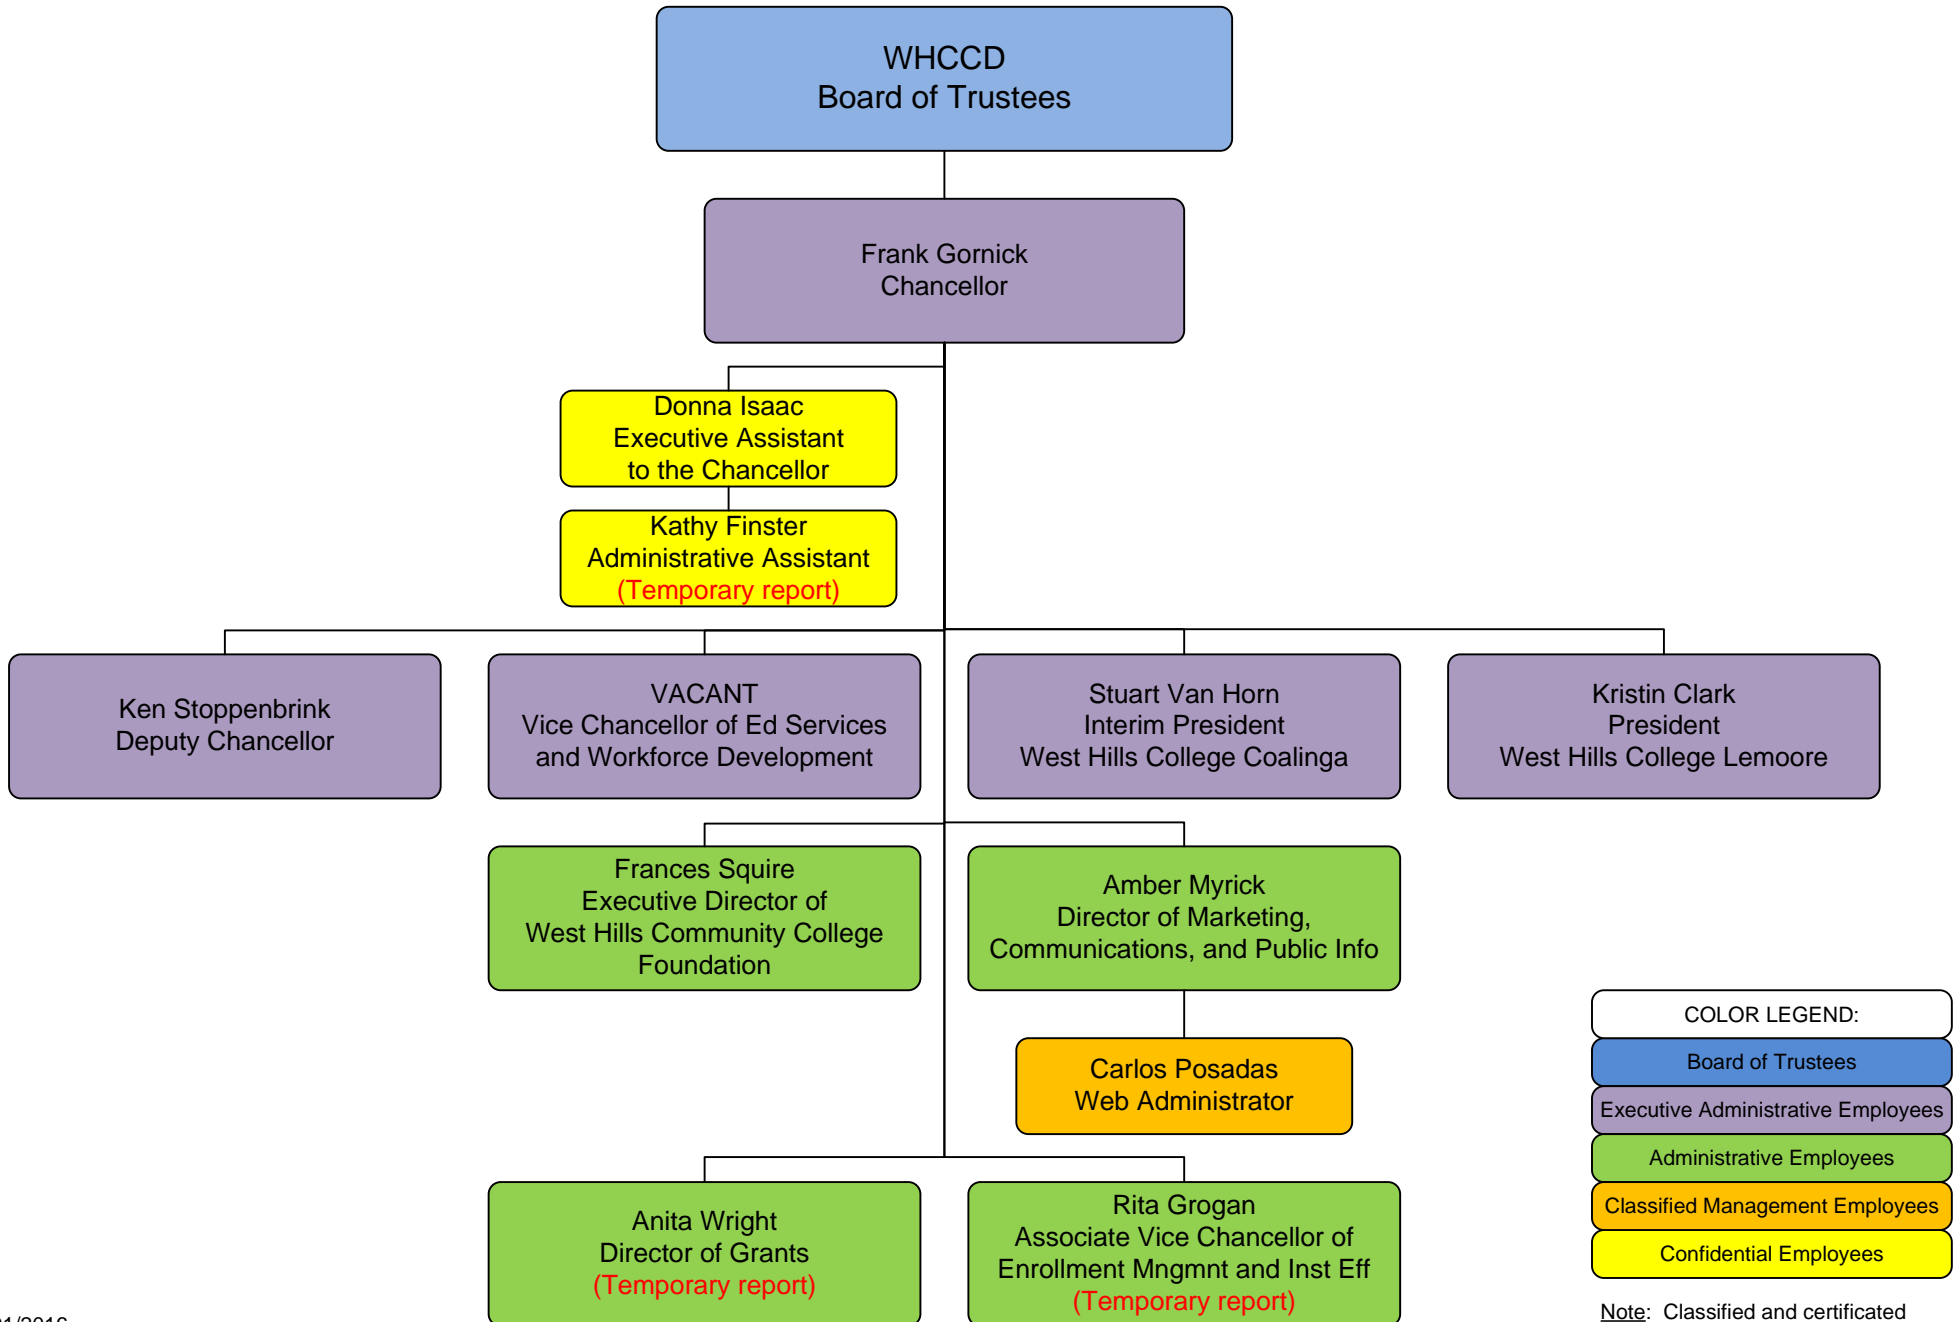 WHCCD
Board of Trustees
Frank Gornick
Chancellor
Donna Isaac
Executive Assistant
to the Chancellor
Kathy Finster
Administrative Assistant
(Temporary report)
Ken Stoppenbrink
Deputy Chancellor
VACANT
Vice Chancellor of Ed Services
and Workforce Development
Stuart Van Horn
Interim President
West Hills College Coalinga
Kristin Clark
President
West Hills College Lemoore
Frances Squire
Executive Director of
West Hills Community College
Foundation
Amber Myrick
Director of Marketing,
Communications, and Public Info
Carlos Posadas
Web Administrator
Anita Wright
Director of Grants
(Temporary report)
Rita Grogan
Associate Vice Chancellor of
Enrollment Mngmnt and Inst Eff
(Temporary report)
COLOR LEGEND:
Board of Trustees
Executive Administrative Employees
Administrative Employees
Classified Management Employees
Confidential Employees
Note: Classified and certificated